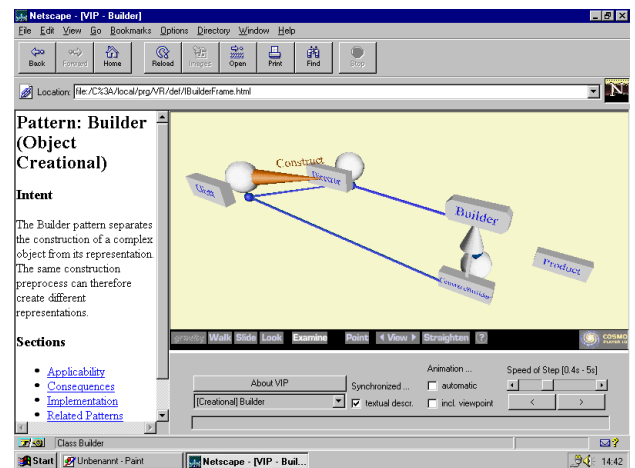 Netscape - [VIP - Builder]
File Edit View Go Bookmarks Options Directory Window Help
Back Forward Home Reload Images Open Print Find Stop
Location: file:/C%3A/local/prg/VR/def/IBuilderFrame.html
N
Pattern: Builder
(Object
Creational)
Intent
The Builder pattern separates
the construction of a complex
object from its representation.
The same construction
preprocess can therefore
create different
representations.
Sections
Applicability
Consequences
Implementation
Related Patterns
Construct
Client
Director
Builder
Product
ConcreteBuilder
gravity Walk Slide Look Examine Point View Straighten ? COSMO
About VIP
[Creational] Builder
Synchronized ...
textual descr.
Animation ...
automatic
incl. viewpoint
Speed of Step [0.4s - 5s]
< >
Class Builder
Start Unbenannt - Paint Netscape - [VIP - Buil... 14:42